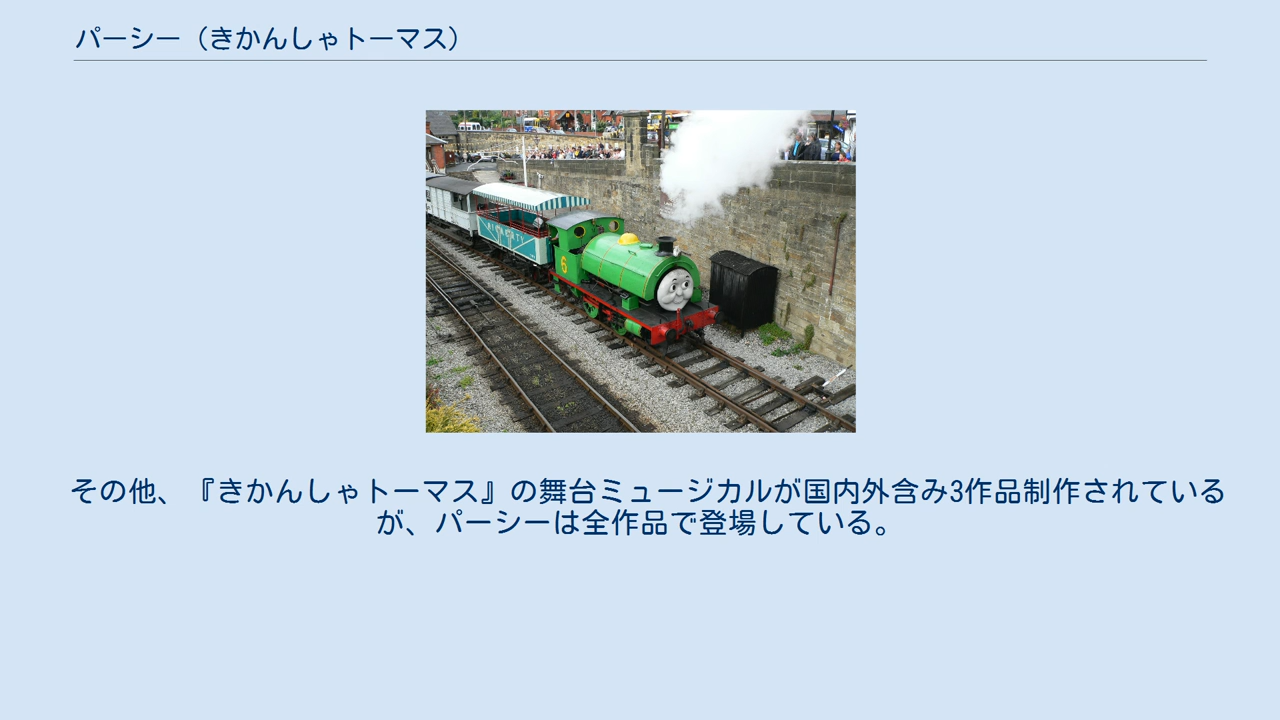 パーシー（きかんしゃトーマス）
6
その他、『きかんしゃトーマス』の舞台ミュージカルが国内外含み3作品制作されている
が、パーシーは全作品で登場している。